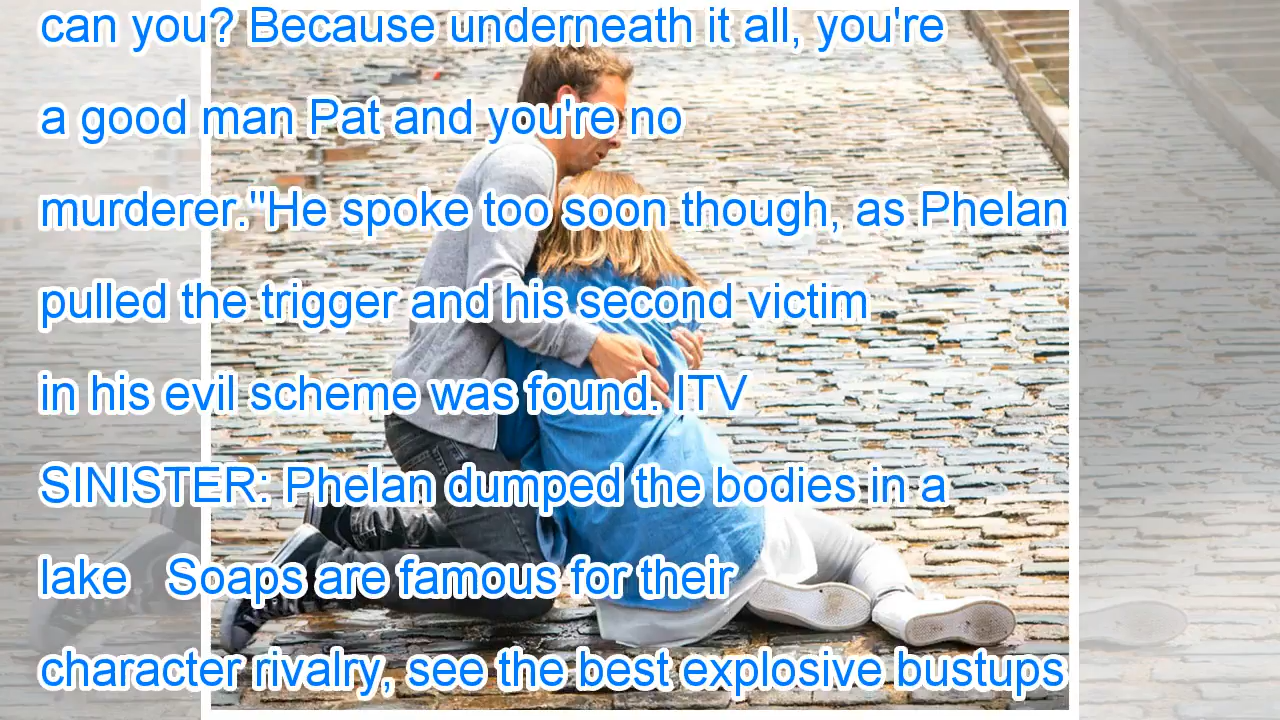 can you? Because underneath it all, you're
a good man Pat and you're no
murderer."He spoke too soon though, as Phelan
pulled the trigger and his second victim
in his evil scheme was found. ITV
SINISTER: Phelan dumped the bodies in a
lake   Soaps are famous for their
character rivalry, see the best explosive bustups